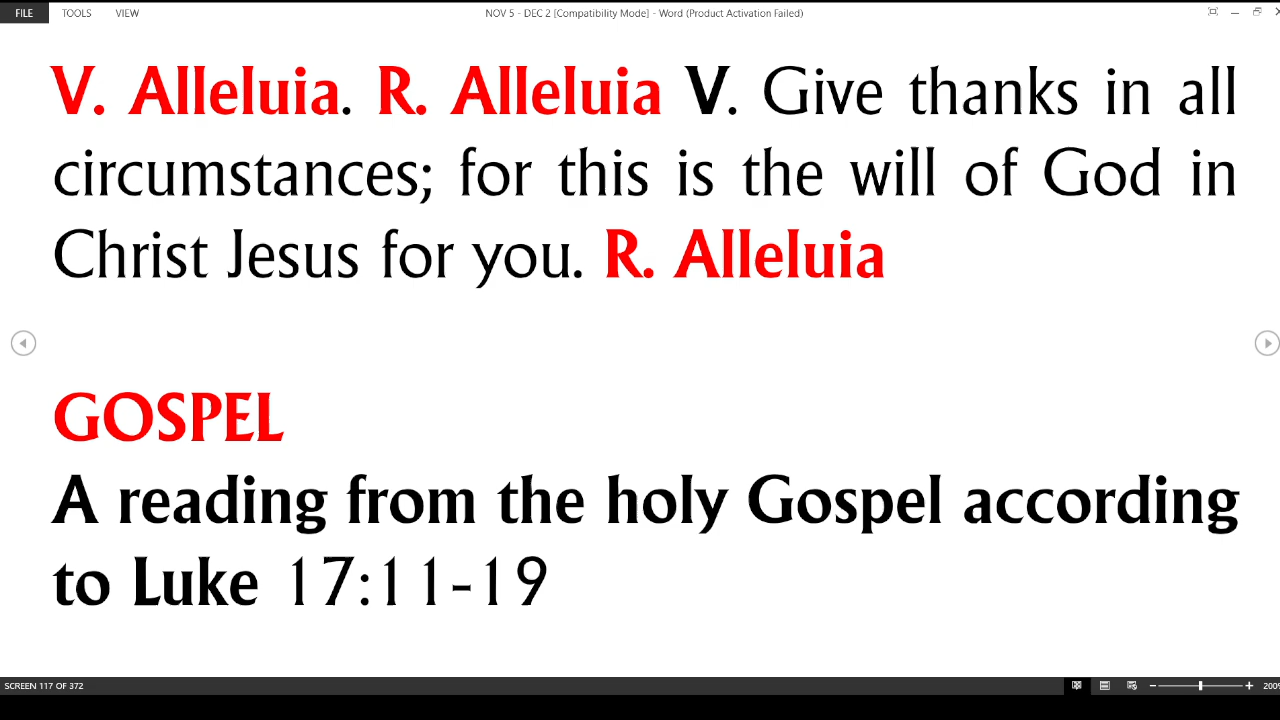 FILE TOOLS VIEW NOV 5 - DEC 2 [Compatibility Mode] - Word (Product Activation Failed)
V. Alleluia. R. Alleluia V. Give thanks in all
circumstances; for this is the will of God in
Christ Jesus for you. R. Alleluia
GOSPEL
A reading from the holy Gospel according
to Luke 17:11-19
SCREEN 117 OF 372 200%